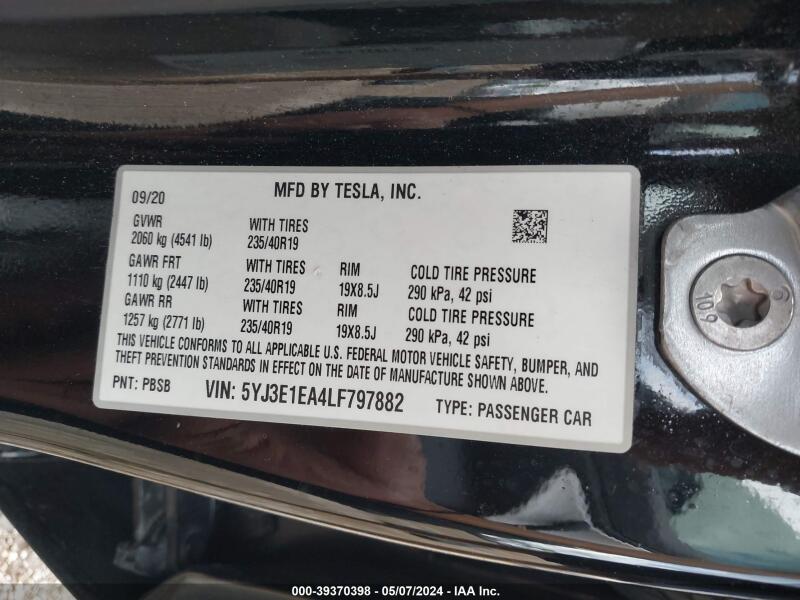 MFD BY TESLA, INC.
09/20
GVWR WITH TIRES
2060 kg (4541 lb) 235/40R19
GAWR FRT WITH TIRES RIM COLD TIRE PRESSURE
1110 kg (2447 lb) 235/40R19 19X8.5J 290 kPa, 42 psi
GAWR RR WITH TIRES RIM COLD TIRE PRESSURE
1257 kg (2771 lb) 235/40R19 19X8.5J 290 kPa, 42 psi
THIS VEHICLE CONFORMS TO ALL APPLICABLE U.S. FEDERAL MOTOR VEHICLE SAFETY, BUMPER, AND
THEFT PREVENTION STANDARDS IN EFFECT ON THE DATE OF MANUFACTURE SHOWN ABOVE.
PNT: PBSB VIN: 5YJ3E1EA4LF797882 TYPE: PASSENGER CAR
10.9
000-39370398 - 05/07/2024 - IAA Inc.